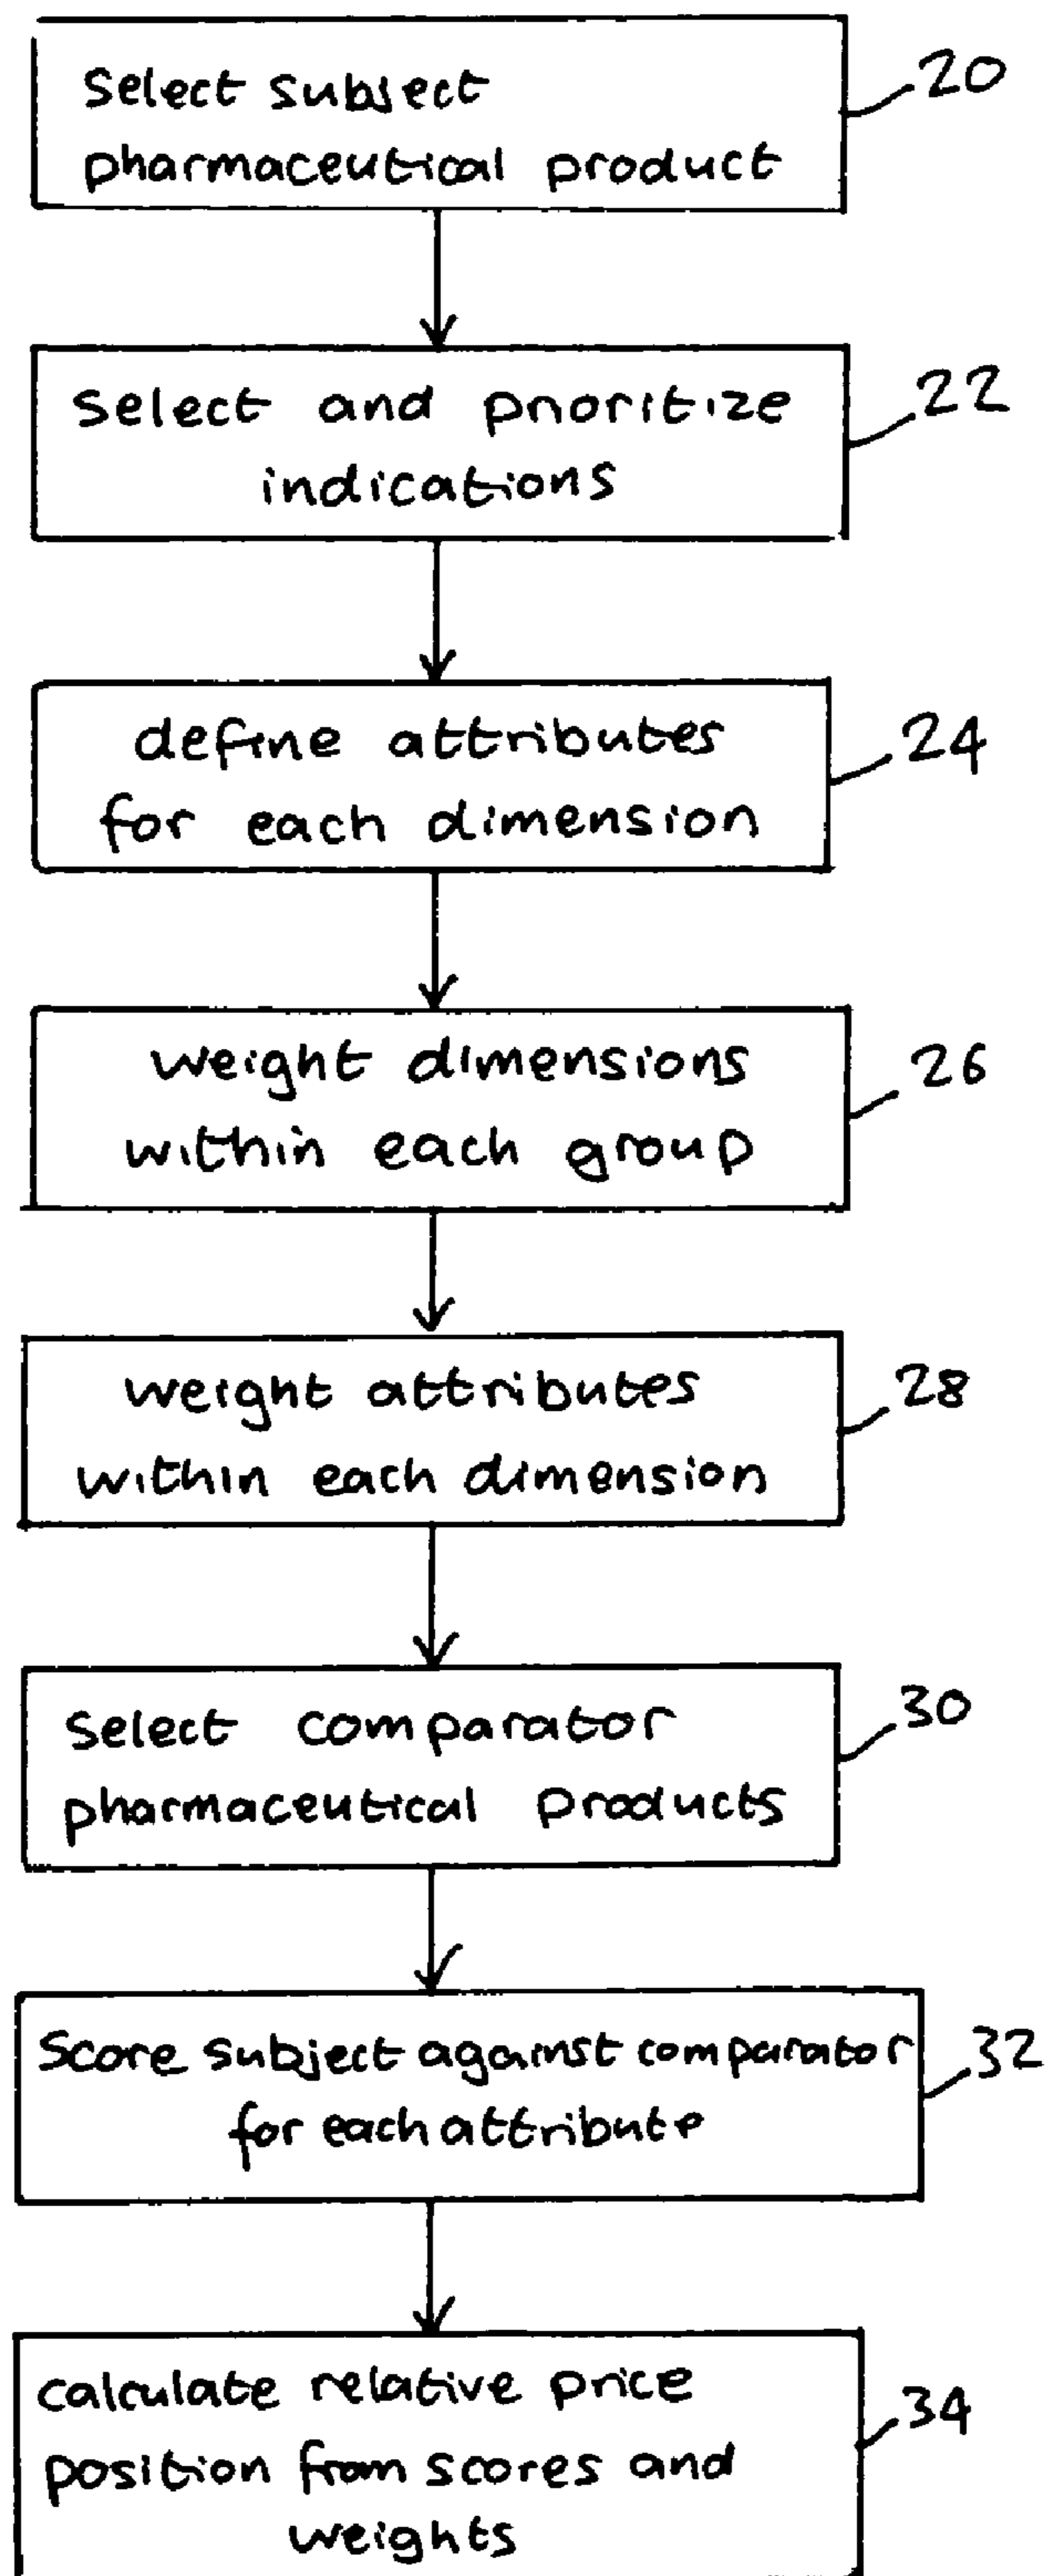 Select subject
pharmaceutical product
20
Select and prioritize
indications
22
define attributes
for each dimension
24
weight dimensions
within each group
26
weight attributes
within each dimension
28
Select comparator
pharmaceutical products
30
Score subject against comparator
for each attribute
32
calculate relative price
position from scores and
weights
34